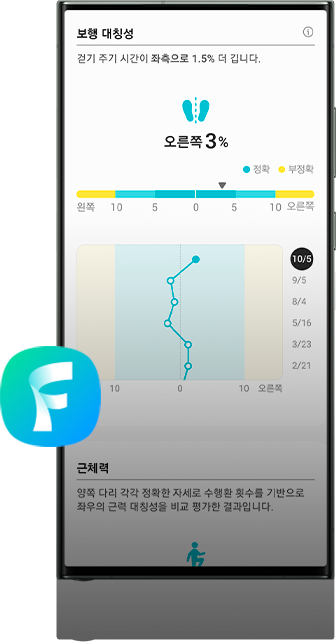 보행 대칭성
걷기 주기 시간이 좌측으로 1.5% 더 깁니다.
오른쪽 3%
정확 부정확
왼쪽 10 5 0 5 10 오른쪽
10/5
9/5
8/4
5/16
3/23
2/21
10 0 10 오른쪽
F
근체력
양쪽 다리 각각 정확한 자세로 수행환 횟수를 기반으로
좌우의 근력 대칭성을 비교 평가한 결과입니다.